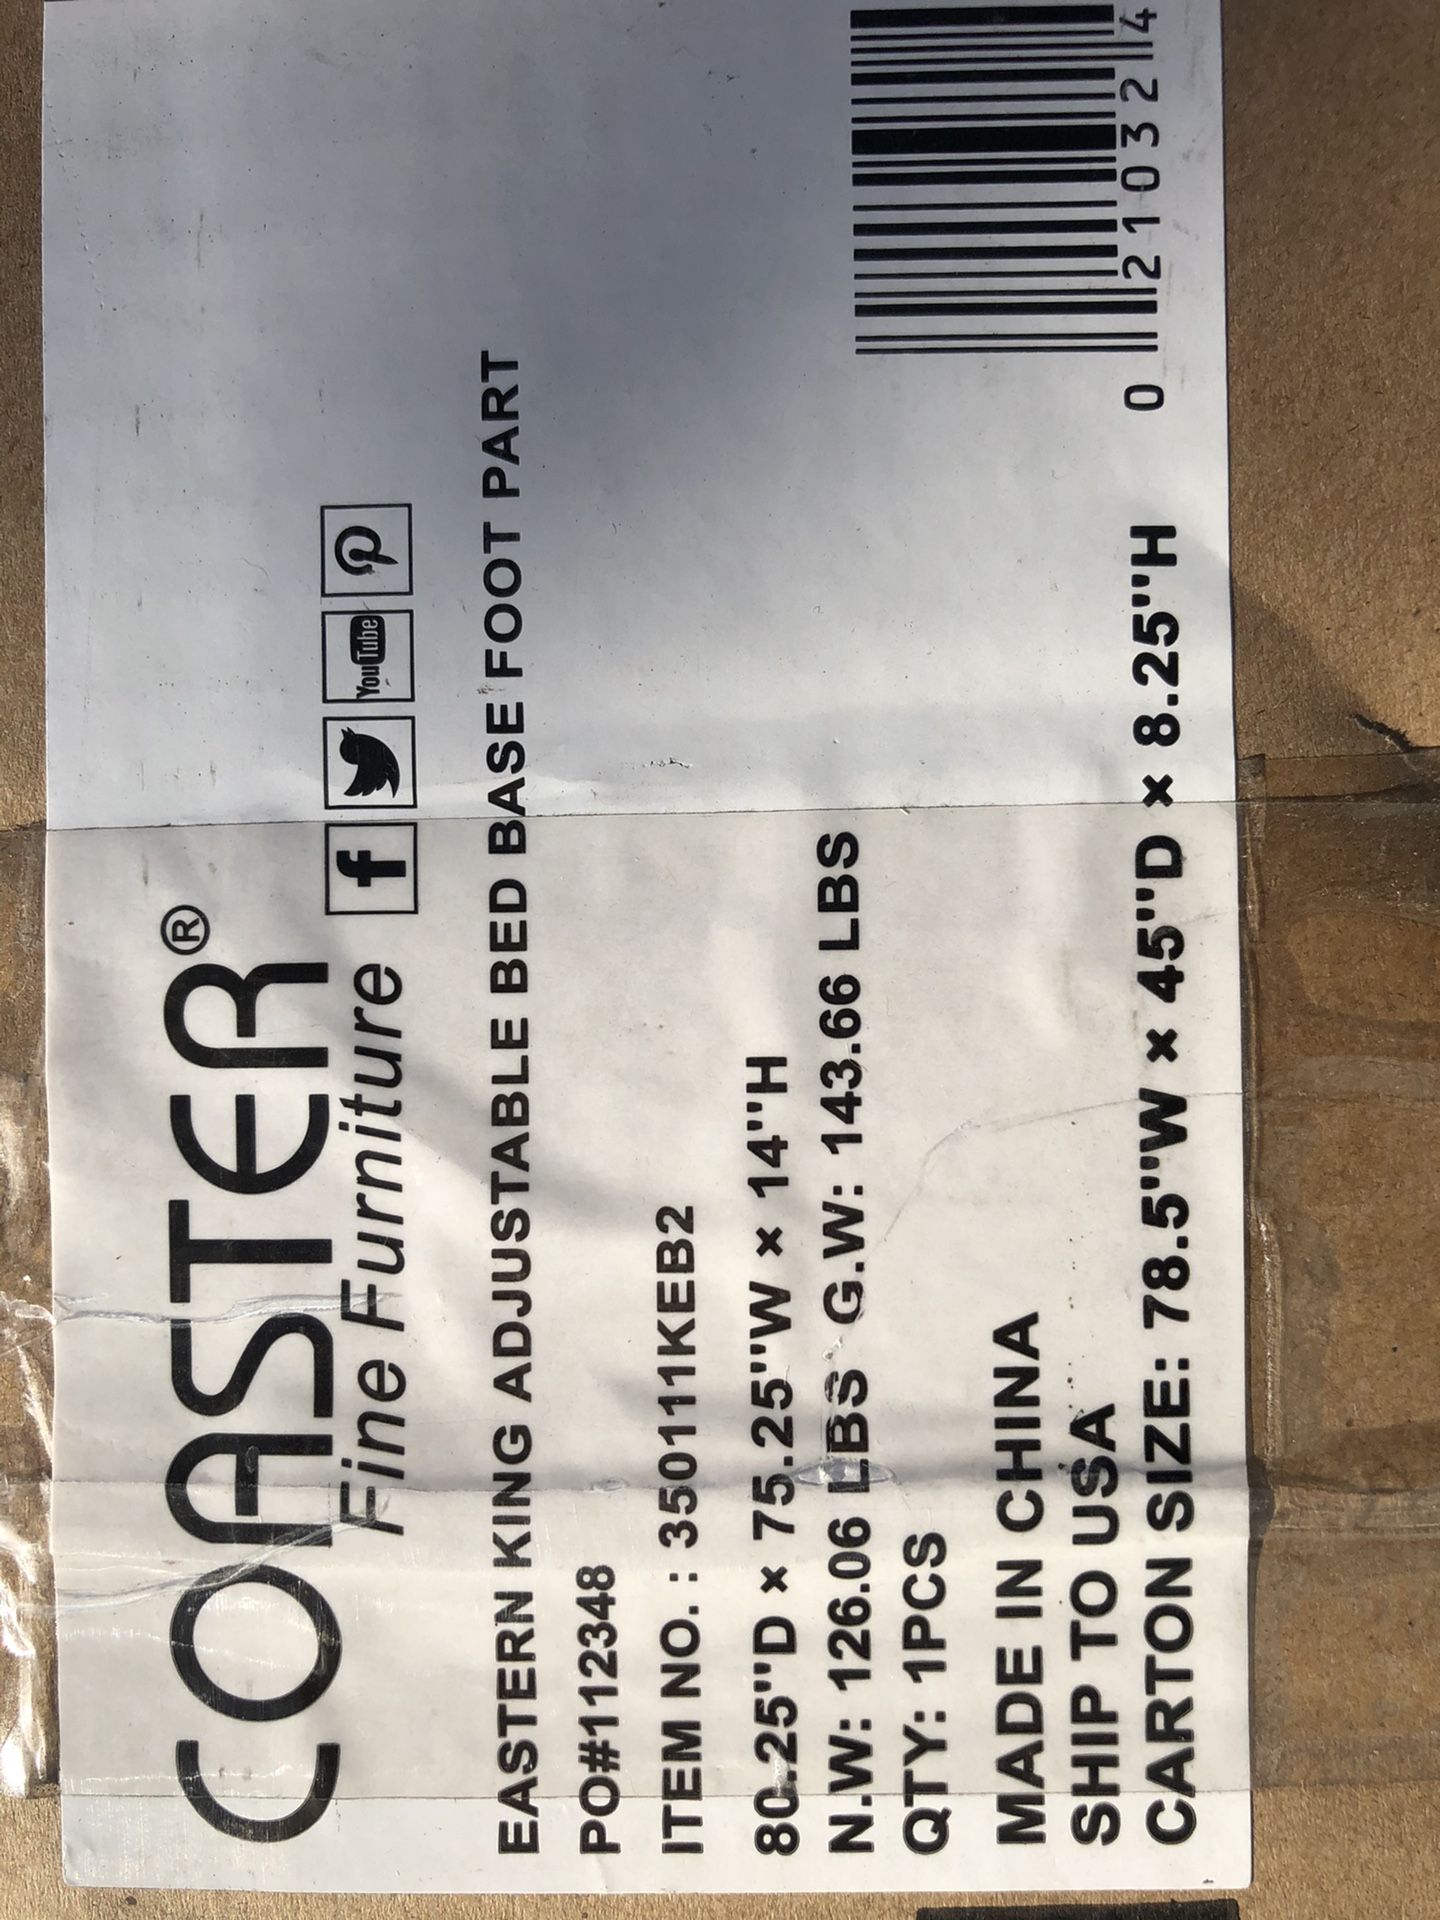 COASTER®
Fine Furniture
f YouTube
EASTERN KING ADJUSTABLE BED BASE FOOT PART
PO#112348
ITEM NO. : 350111KEB2
80.25''D × 75.25''W × 14''H
N.W: 126.06 LBS G.W: 143.66 LBS
QTY: 1PCS
MADE IN CHINA
SHIP TO USA
CARTON SIZE: 78.5''W × 45''D × 8.25''H
0 21032 4